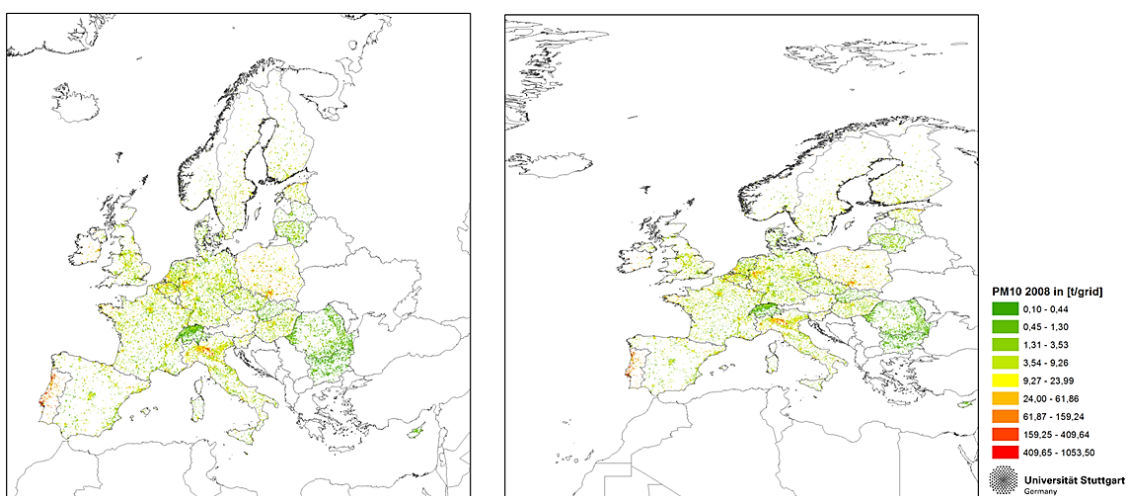 PM10 2008 in [t/grid]
0,10 - 0,44
0,45 - 1,30
1,31 - 3,53
3,54 - 9,26
9,27 - 23,99
24,00 - 61,86
61,87 - 159,24
159,25 - 409,64
409,65 - 1053,50
Universität Stuttgart
Germany